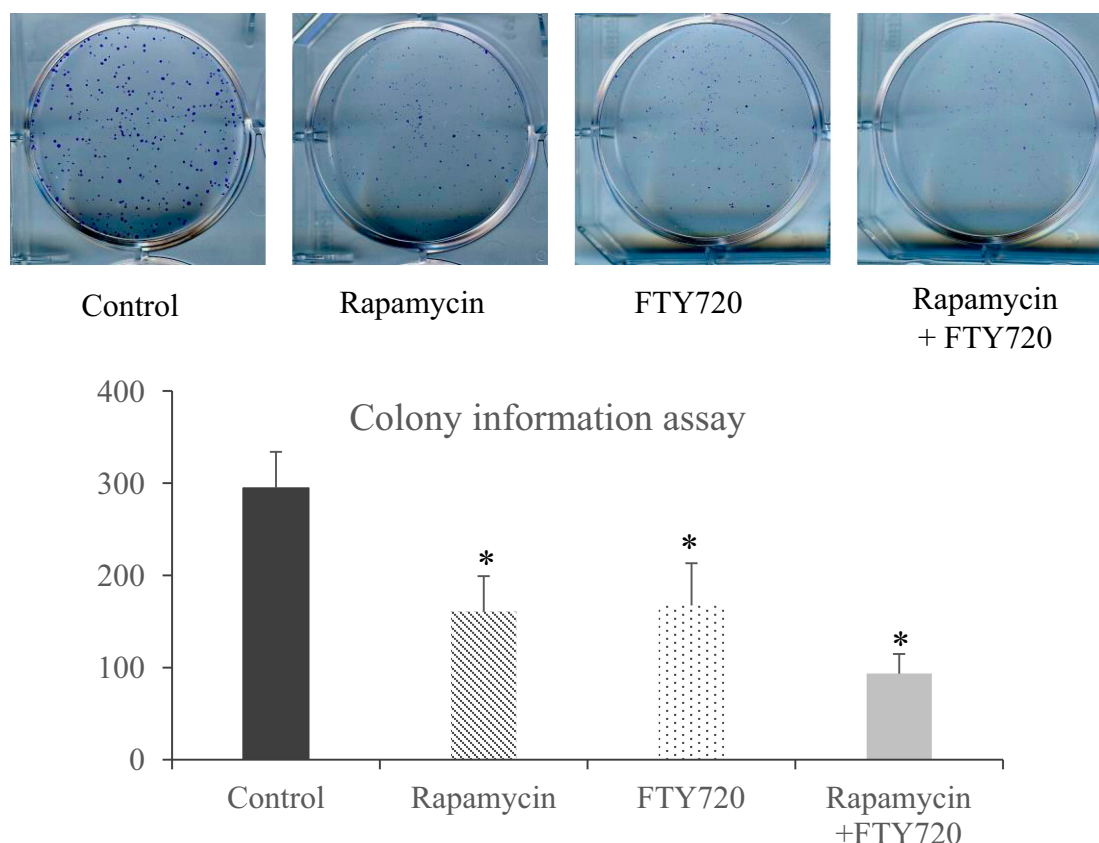 Control
Rapamycin
FTY720
Rapamycin
+ FTY720
Colony information assay
400
300
200
100
0
*
*
*
Control
Rapamycin
FTY720
Rapamycin
+FTY720